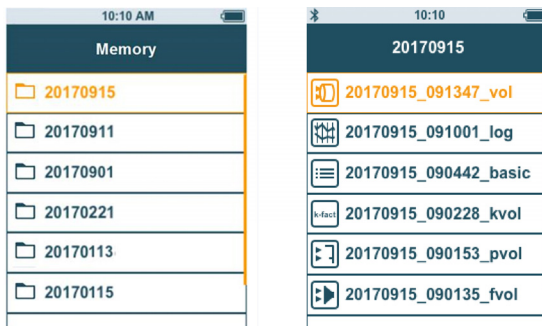 10:10 AM
Memory
20170915
20170911
20170901
20170221
20170113
20170115
10:10
20170915
20170915_091347_vol
20170915_091001_log
20170915_090442_basic
k-fact
20170915_090228_kvol
20170915_090153_pvol
20170915_090135_fvol